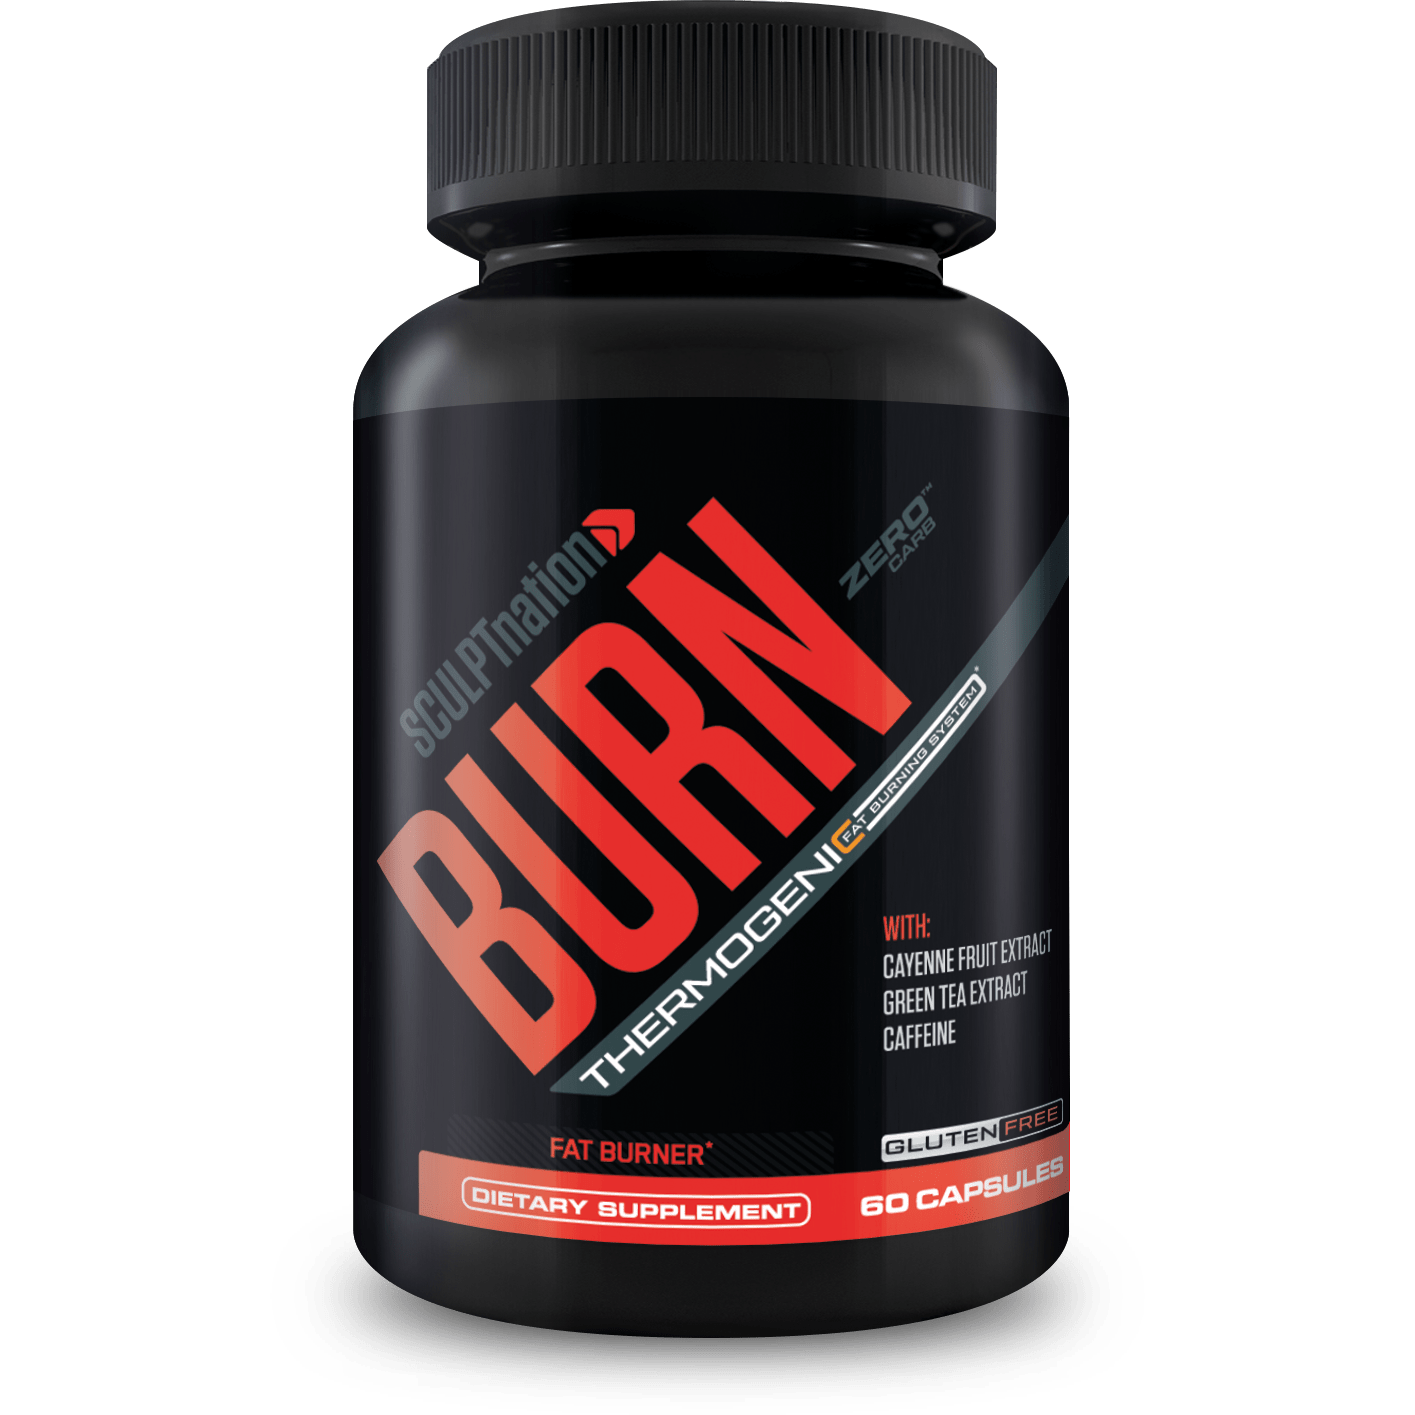 SCULPTnation
BURN
ZERO™
CARB
THERMOGENIC
FAT BURNING SYSTEM*
WITH:
CAYENNE FRUIT EXTRACT
GREEN TEA EXTRACT
CAFFEINE
GLUTEN FREE
FAT BURNER*
DIETARY SUPPLEMENT
60 CAPSULES